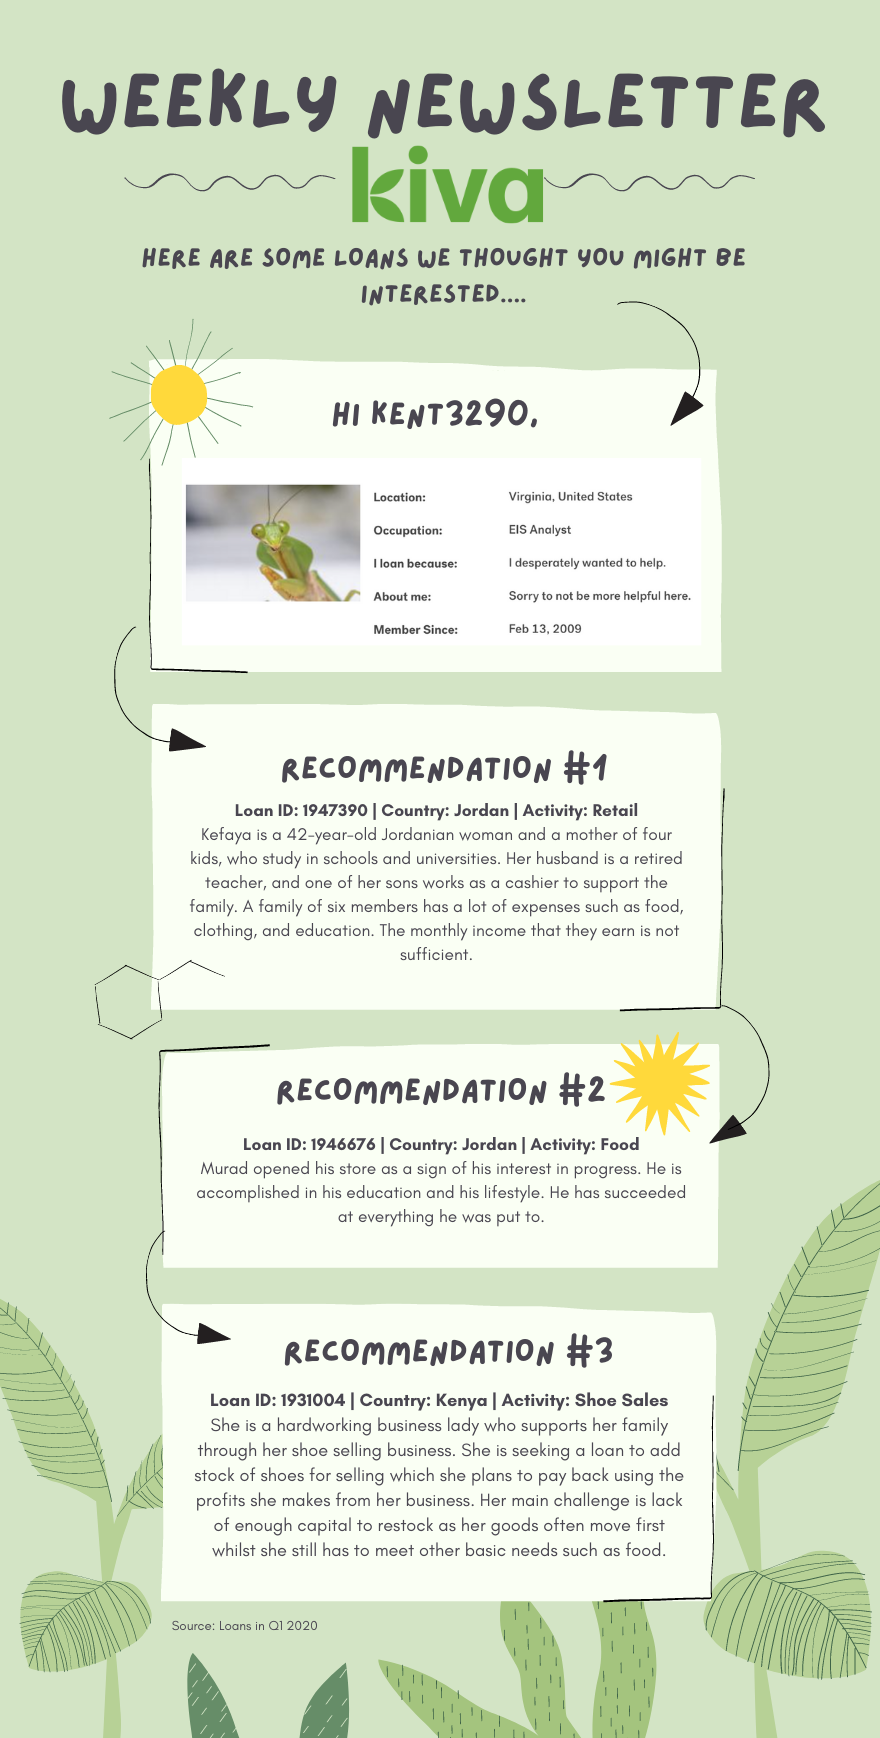 WEEKLY NEWSLETTER
kiva
HERE ARE SOME LOANS WE THOUGHT YOU MIGHT BE
INTERESTED....
HI KENT3290,
Location: Virginia, United States
Occupation: EIS Analyst
I loan because: I desperately wanted to help.
About me: Sorry to not be more helpful here.
Member Since: Feb 13, 2009
RECOMMENDATION #1
Loan ID: 1947390 | Country: Jordan | Activity: Retail
Kefaya is a 42-year-old Jordanian woman and a mother of four
kids, who study in schools and universities. Her husband is a retired
teacher, and one of her sons works as a cashier to support the
family. A family of six members has a lot of expenses such as food,
clothing, and education. The monthly income that they earn is not
sufficient.
RECOMMENDATION #2
Loan ID: 1946676 | Country: Jordan | Activity: Food
Murad opened his store as a sign of his interest in progress. He is
accomplished in his education and his lifestyle. He has succeeded
at everything he was put to.
RECOMMENDATION #3
Loan ID: 1931004 | Country: Kenya | Activity: Shoe Sales
She is a hardworking business lady who supports her family
through her shoe selling business. She is seeking a loan to add
stock of shoes for selling which she plans to pay back using the
profits she makes from her business. Her main challenge is lack
of enough capital to restock as her goods often move first
whilst she still has to meet other basic needs such as food.
Source: Loans in Q1 2020